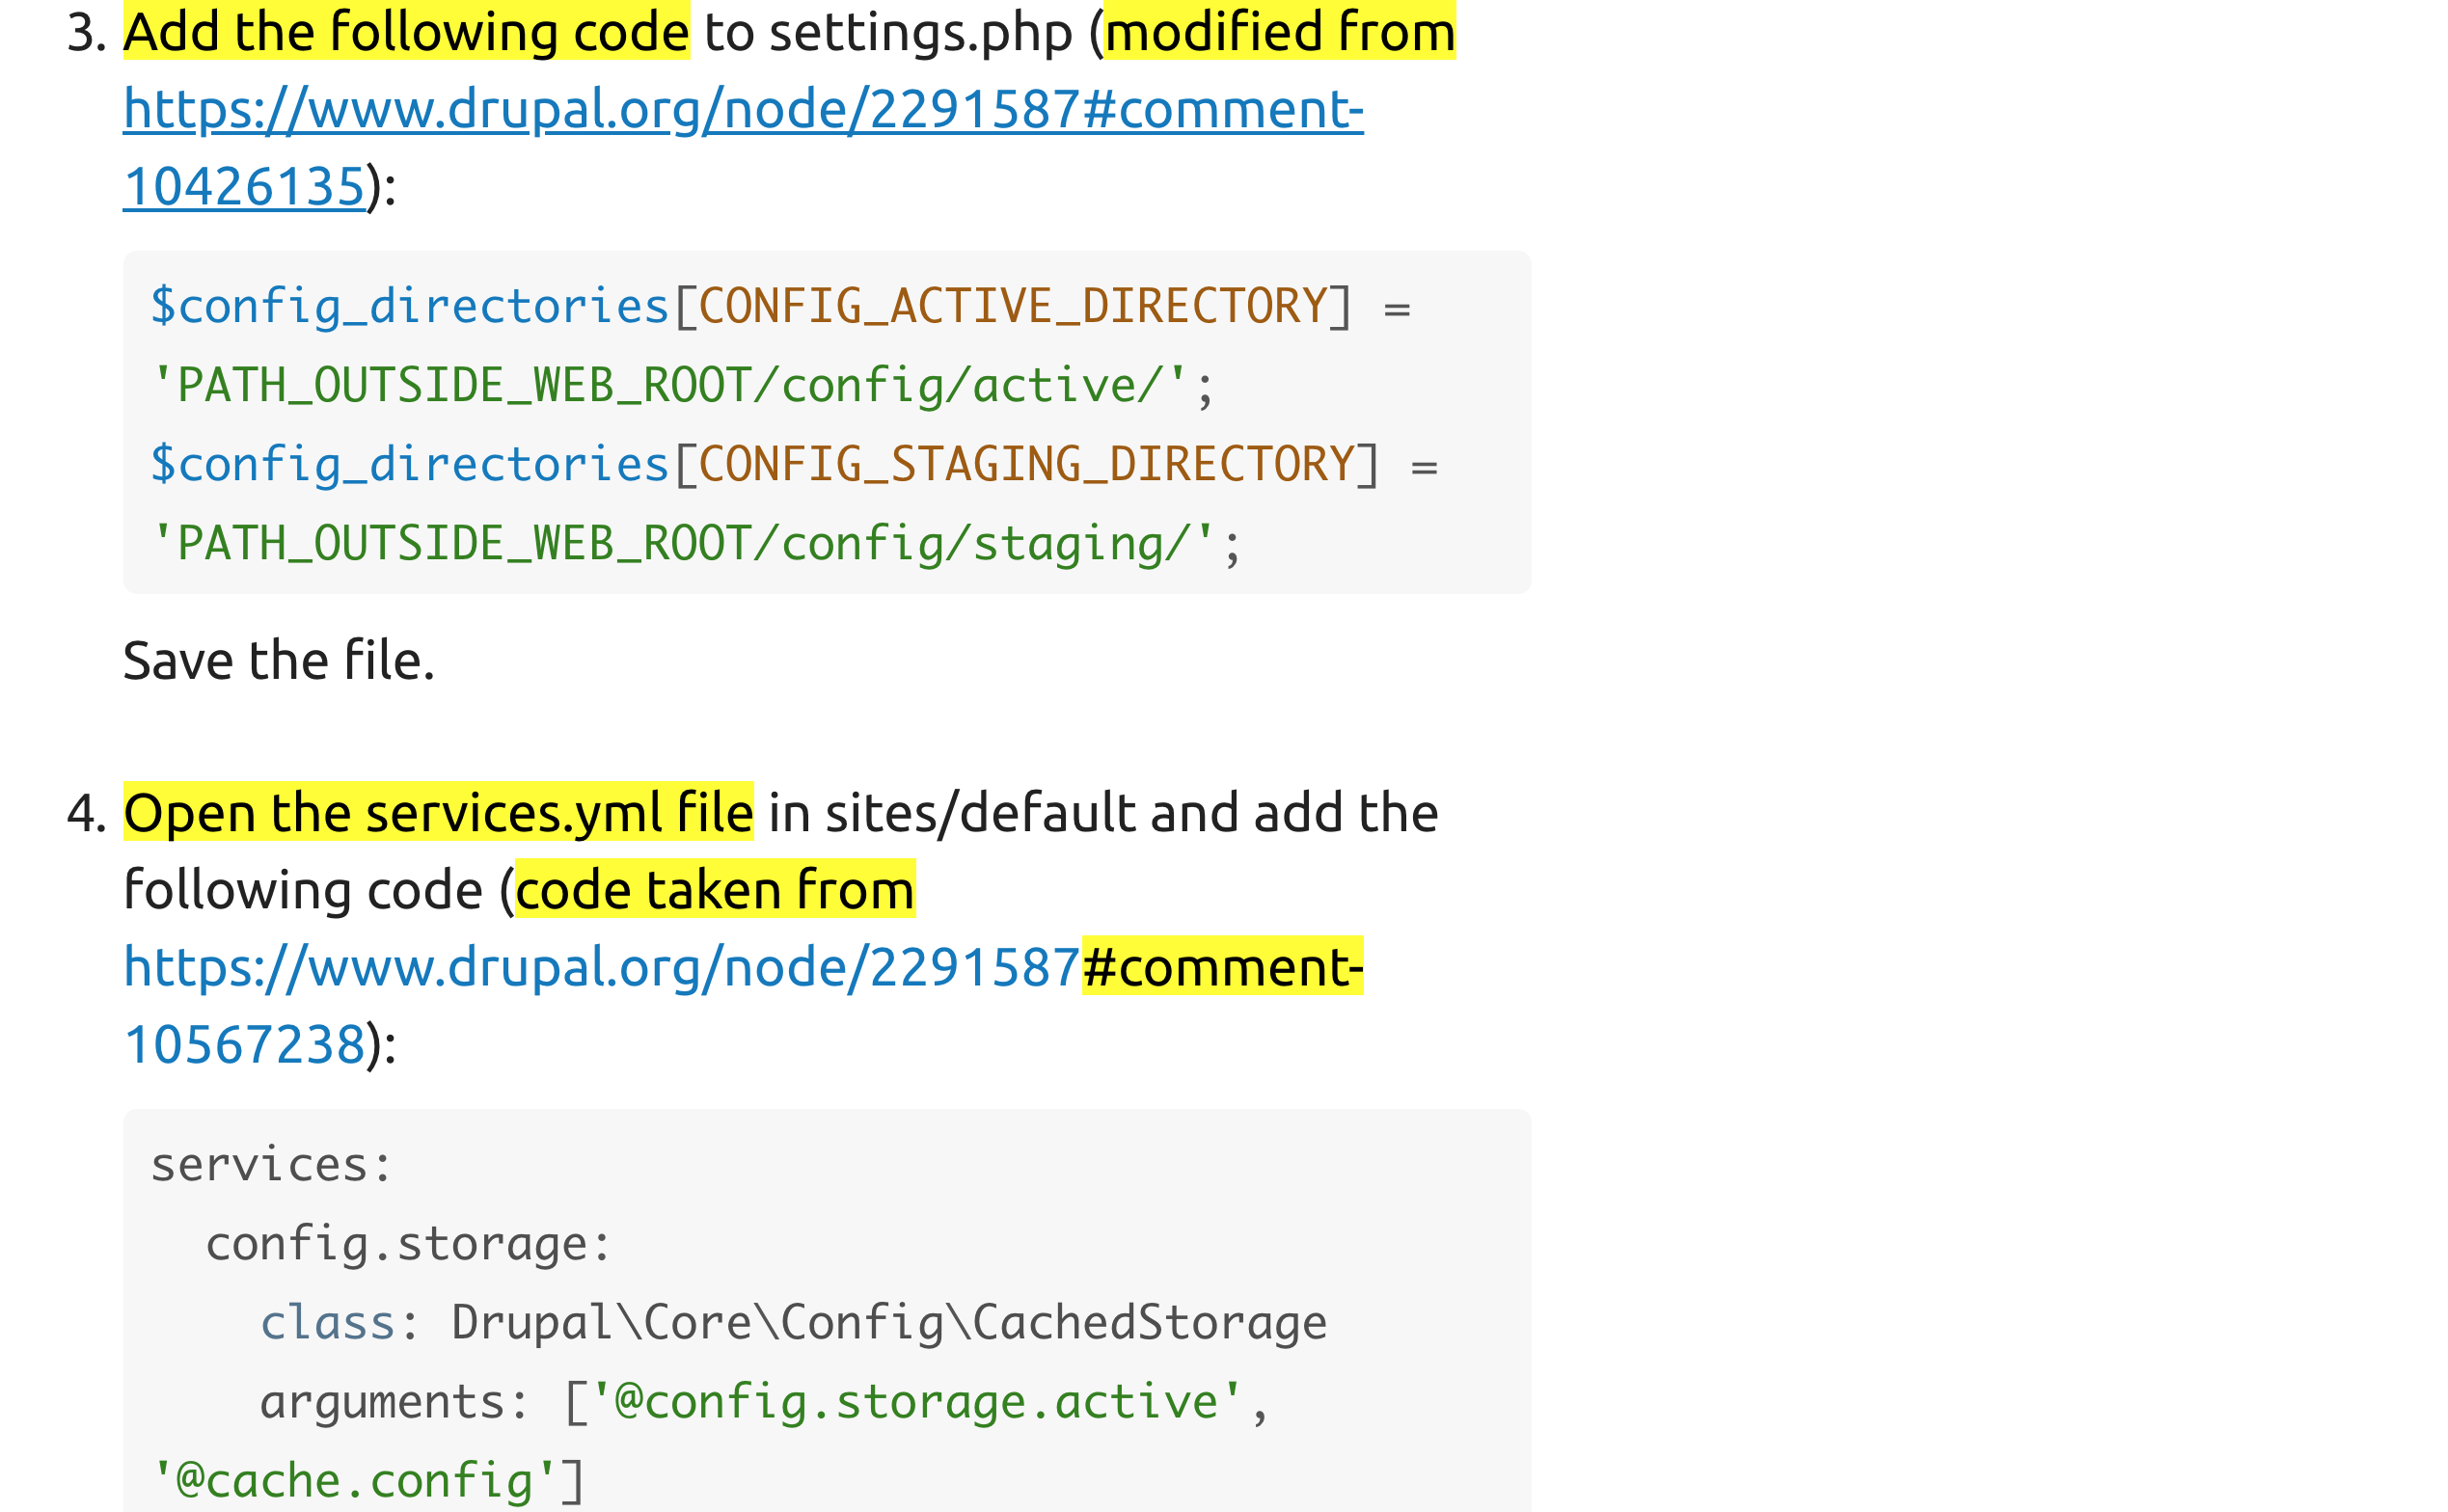 3. Add the following code to settings.php (modified from
https://www.drupal.org/node/2291587#comment-
10426135):
$config_directories[CONFIG_ACTIVE_DIRECTORY] =
'PATH_OUTSIDE_WEB_ROOT/config/active/';
$config_directories[CONFIG_STAGING_DIRECTORY] =
'PATH_OUTSIDE_WEB_ROOT/config/staging/';
Save the file.
4. Open the services.yml file in sites/default and add the
following code (code taken from
https://www.drupal.org/node/2291587#comment-
10567238):
services:
  config.storage:
    class: Drupal\Core\Config\CachedStorage
    arguments: ['@config.storage.active',
'@cache.config']